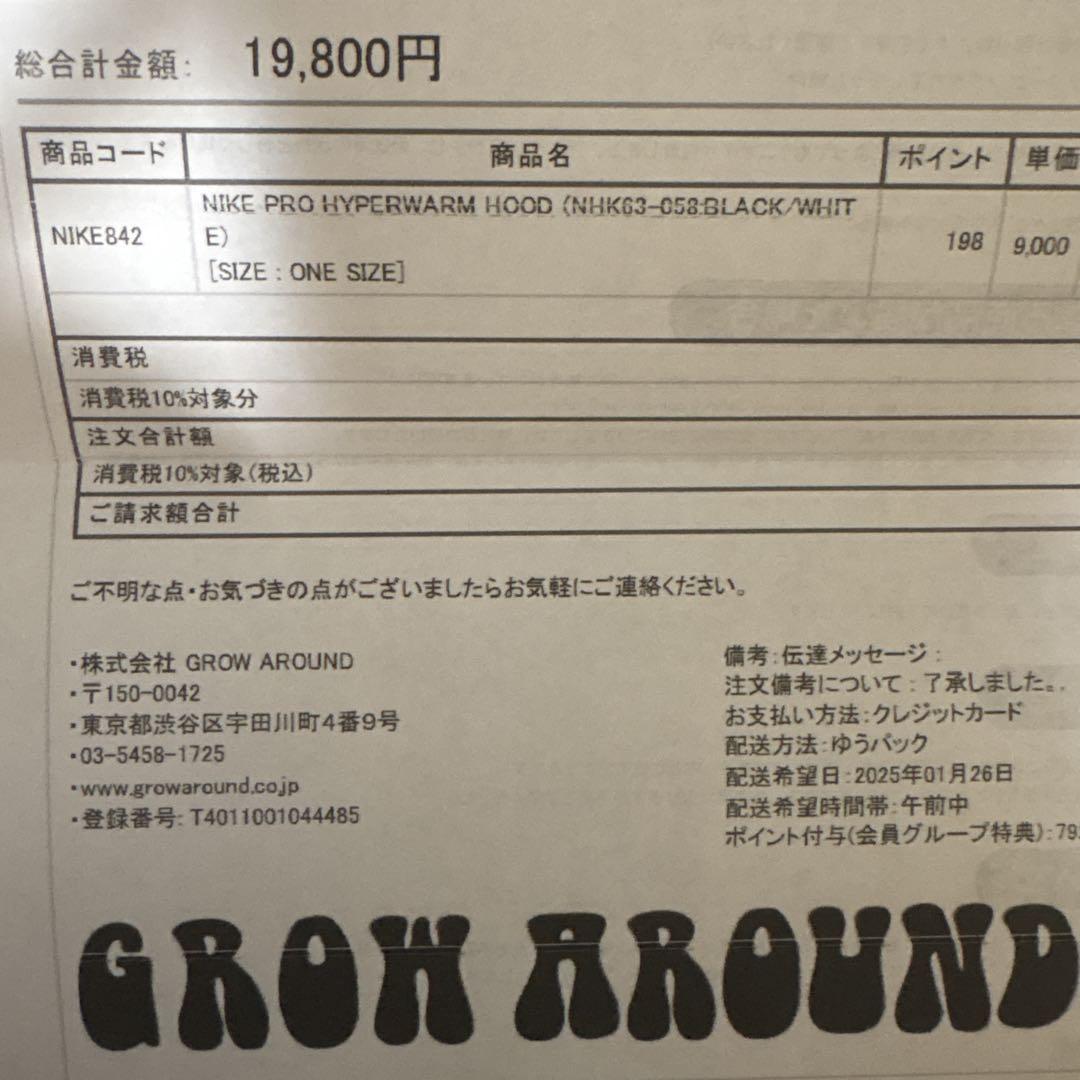 総合計金額: 19,800円
商品コード 商品名 ポイント 単価
NIKE PRO HYPERWARM HOOD (NHK63-058:BLACK/WHIT
NIKE842 E) 198 9,000
[SIZE : ONE SIZE]
消費税
消費税10%対象分
注文合計額
消費税10%対象(税込)
ご請求額合計
ご不明な点・お気づきの点がございましたらお気軽にご連絡ください。
・株式会社 GROW AROUND
・〒150-0042
・東京都渋谷区宇田川町4番9号
・03-5458-1725
・www.growaround.co.jp
・登録番号: T4011001044485
備考:伝達メッセージ :
注文備考について : 了承しました。.
お支払い方法:クレジットカード
配送方法:ゆうパック
配送希望日:2025年01月26日
配送希望時間帯:午前中
ポイント付与(会員グループ特典):79
GROW AROUND